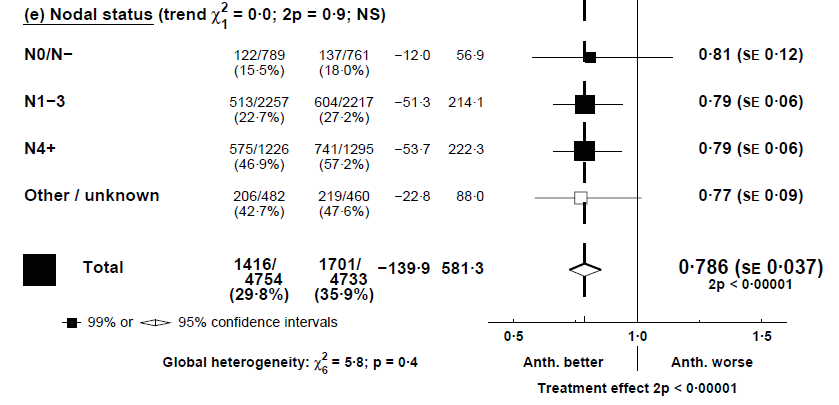 (e) Nodal status (trend χ²₁ = 0·0; 2p = 0·9; NS)
N0/N− 122/789 137/761 −12·0 56·9 0·81 (SE 0·12)
(15·5%) (18·0%)
N1−3 513/2257 604/2217 −51·3 214·1 0·79 (SE 0·06)
(22·7%) (27·2%)
N4+ 575/1226 741/1295 −53·7 222·3 0·79 (SE 0·06)
(46·9%) (57·2%)
Other / unknown 206/482 219/460 −22·8 88·0 0·77 (SE 0·09)
(42·7%) (47·6%)
Total 1416/ 1701/ −139·9 581·3 0·786 (SE 0·037)
4754 4733 2p < 0·00001
(29·8%) (35·9%)
99% or 95% confidence intervals
0·5 1·0 1·5
Global heterogeneity: χ²₆ = 5·8; p = 0·4 Anth. better Anth. worse
Treatment effect 2p < 0·00001